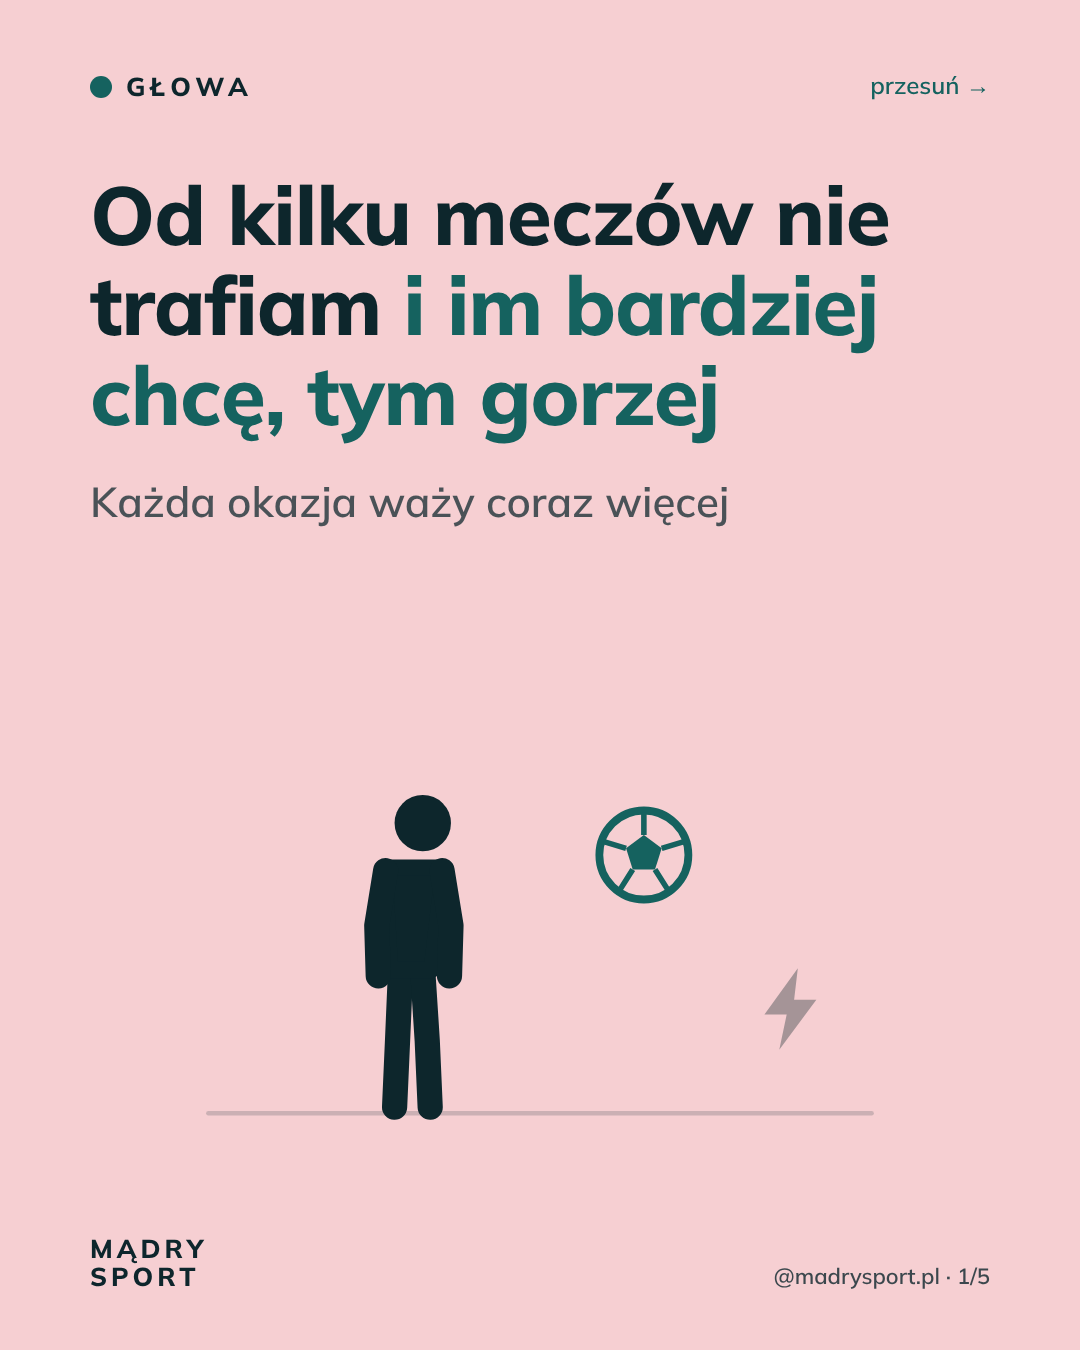 GŁOWA
przesuń →
Od kilku meczów nie
trafiam i im bardziej
chcę, tym gorzej
Każda okazja waży coraz więcej
MĄDRY
SPORT
@madrysport.pl · 1/5